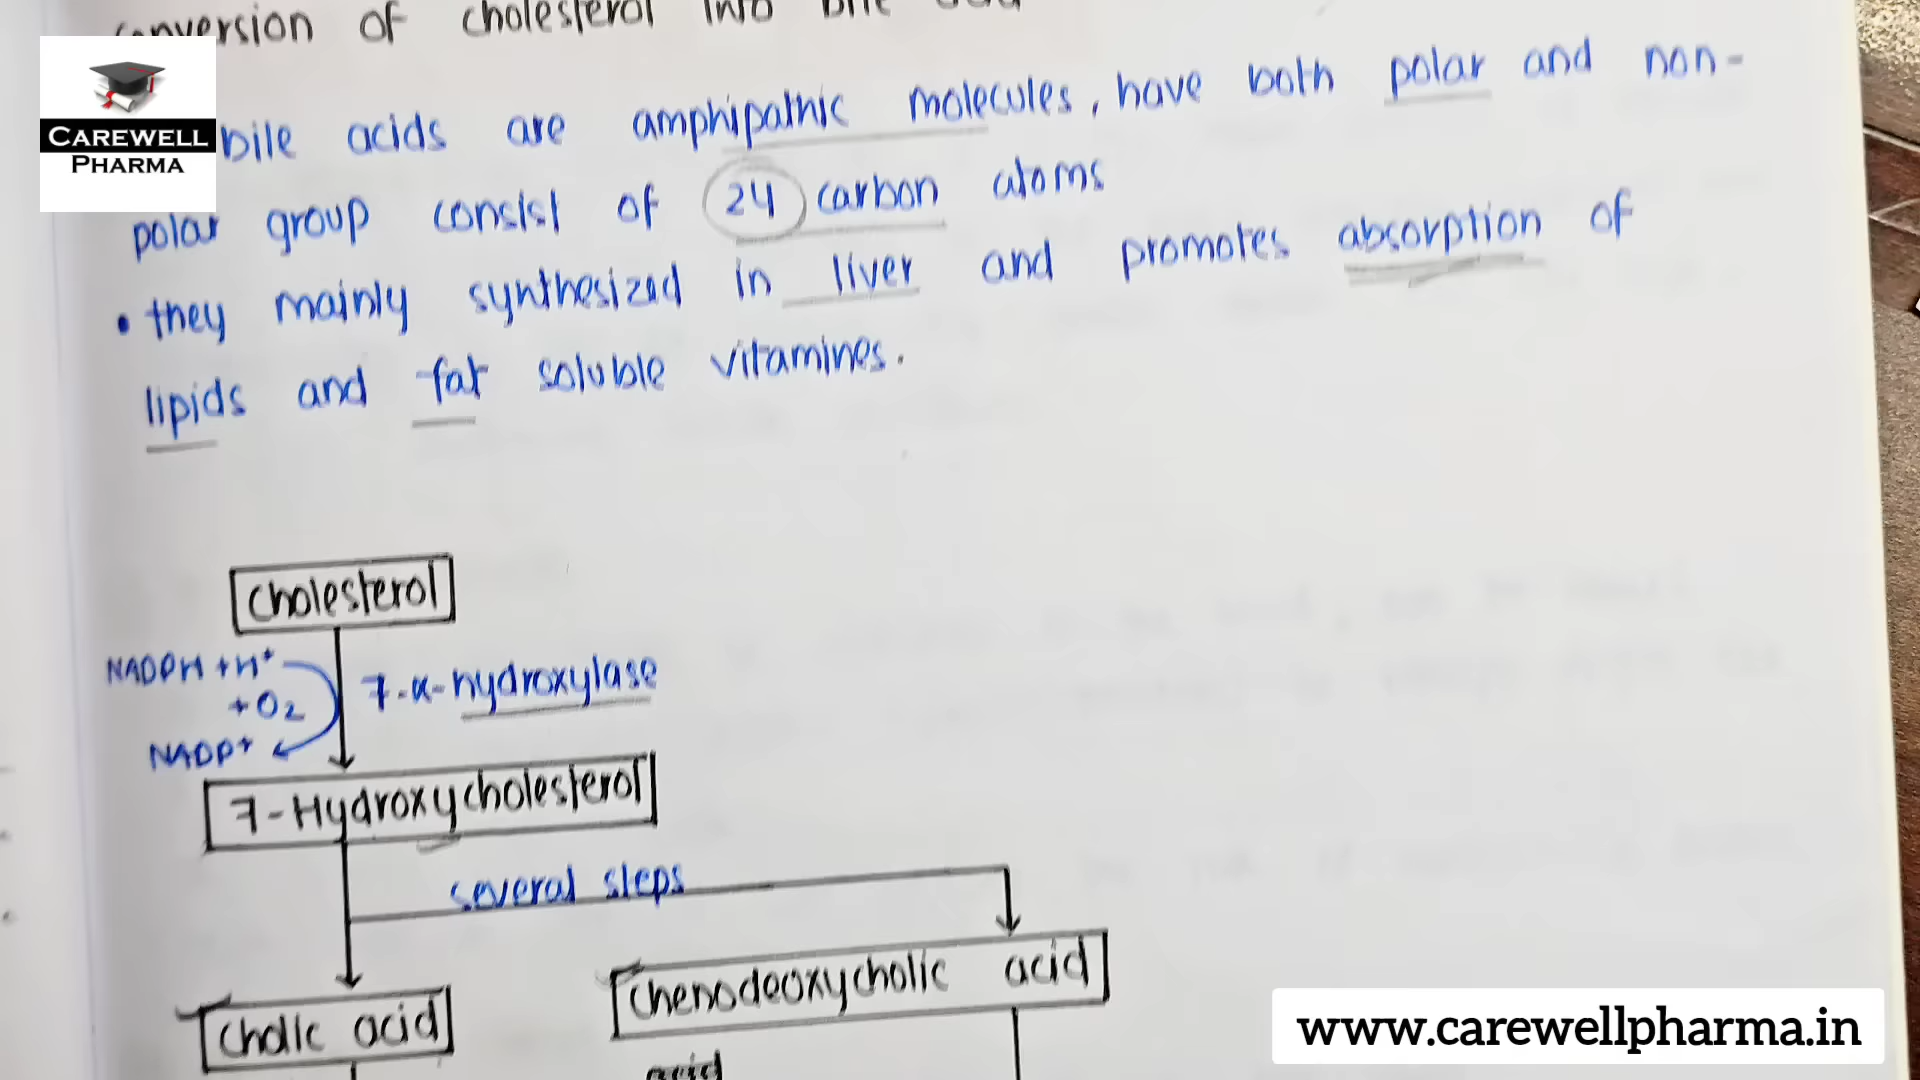 conversion of cholesterol into bile acid
CAREWELL
PHARMA
bile acids are amphipathic molecules, have both polar and non-
polar group consist of 24 carbon atoms
• they mainly synthesized in liver and promotes absorption of
lipids and fat soluble vitamines.
cholesterol
NADPH + H+
+O2
NADP+
7-α-hydroxylase
7-Hydroxycholesterol
several steps
cholic acid
chenodeoxycholic acid
acid
www.carewellpharma.in